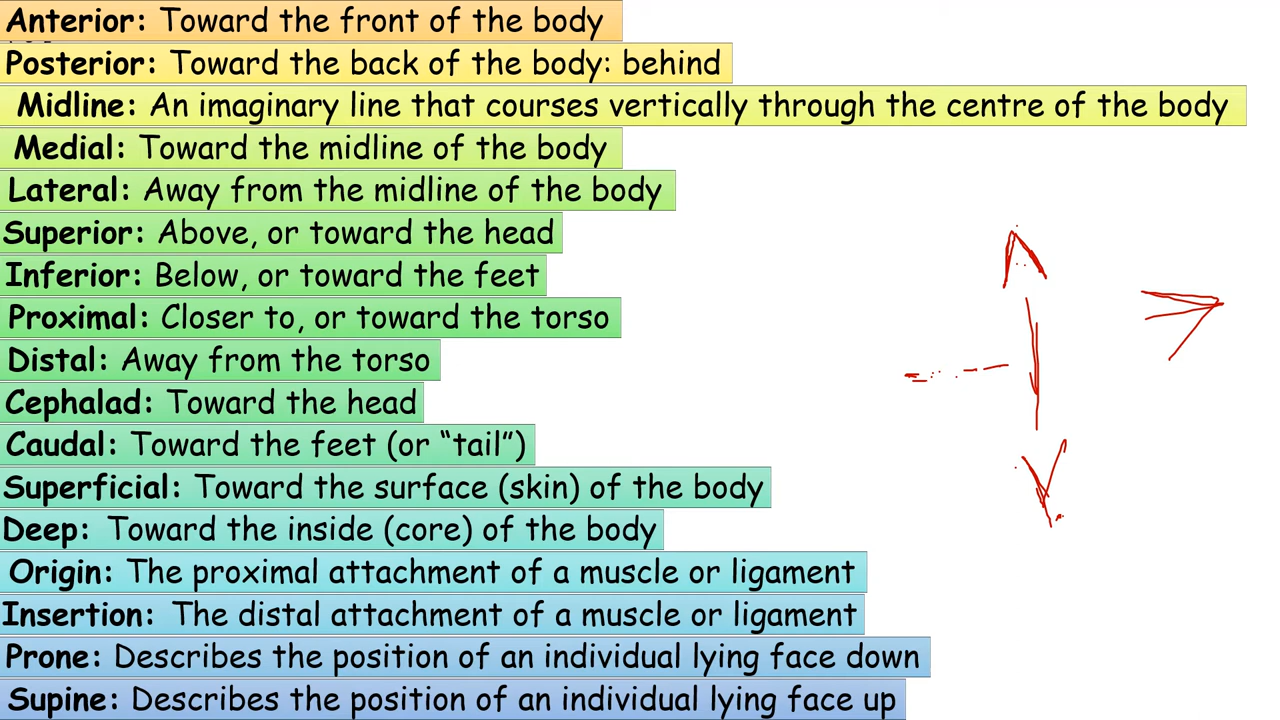 Anterior: Toward the front of the body
Posterior: Toward the back of the body: behind
Midline: An imaginary line that courses vertically through the centre of the body
Medial: Toward the midline of the body
Lateral: Away from the midline of the body
Superior: Above, or toward the head
Inferior: Below, or toward the feet
Proximal: Closer to, or toward the torso
Distal: Away from the torso
Cephalad: Toward the head
Caudal: Toward the feet (or “tail”)
Superficial: Toward the surface (skin) of the body
Deep: Toward the inside (core) of the body
Origin: The proximal attachment of a muscle or ligament
Insertion: The distal attachment of a muscle or ligament
Prone: Describes the position of an individual lying face down
Supine: Describes the position of an individual lying face up